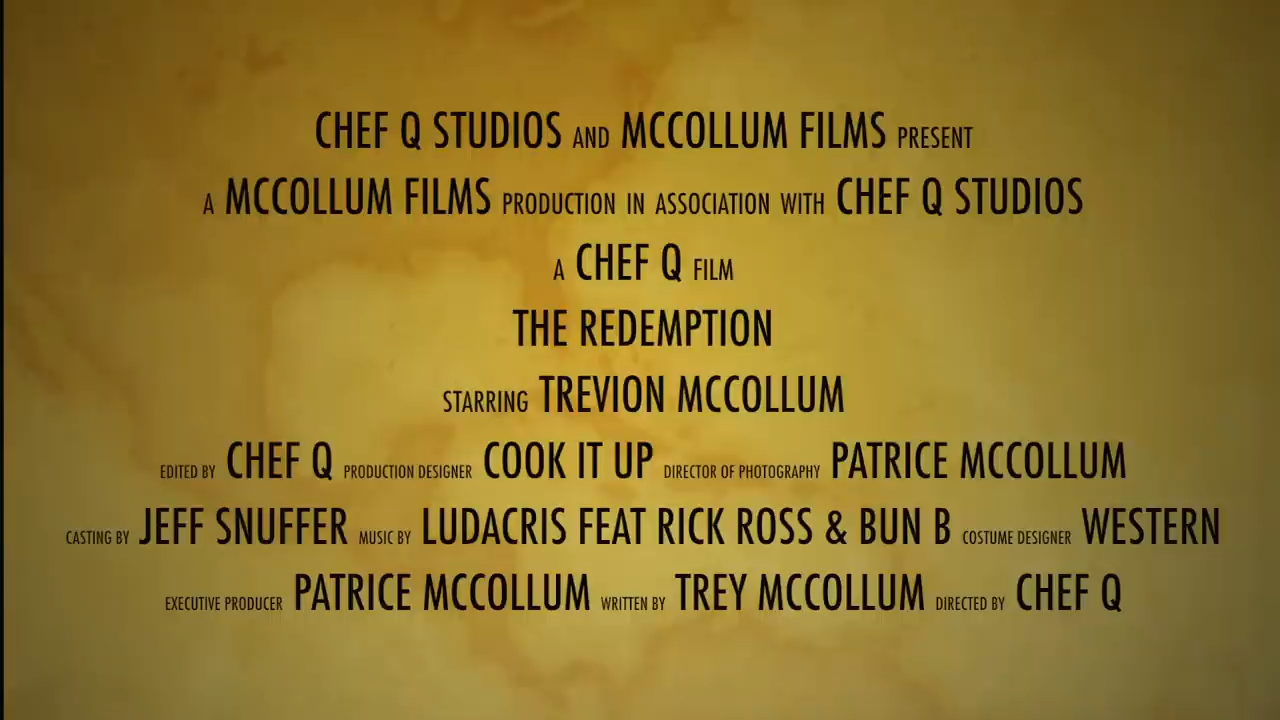 CHEF Q STUDIOS AND MCCOLLUM FILMS PRESENT
A MCCOLLUM FILMS PRODUCTION IN ASSOCIATION WITH CHEF Q STUDIOS
A CHEF Q FILM
THE REDEMPTION
STARRING TREVION MCCOLLUM
EDITED BY CHEF Q PRODUCTION DESIGNER COOK IT UP DIRECTOR OF PHOTOGRAPHY PATRICE MCCOLLUM
CASTING BY JEFF SNUFFER MUSIC BY LUDACRIS FEAT RICK ROSS & BUN B COSTUME DESIGNER WESTERN
EXECUTIVE PRODUCER PATRICE MCCOLLUM WRITTEN BY TREY MCCOLLUM DIRECTED BY CHEF Q